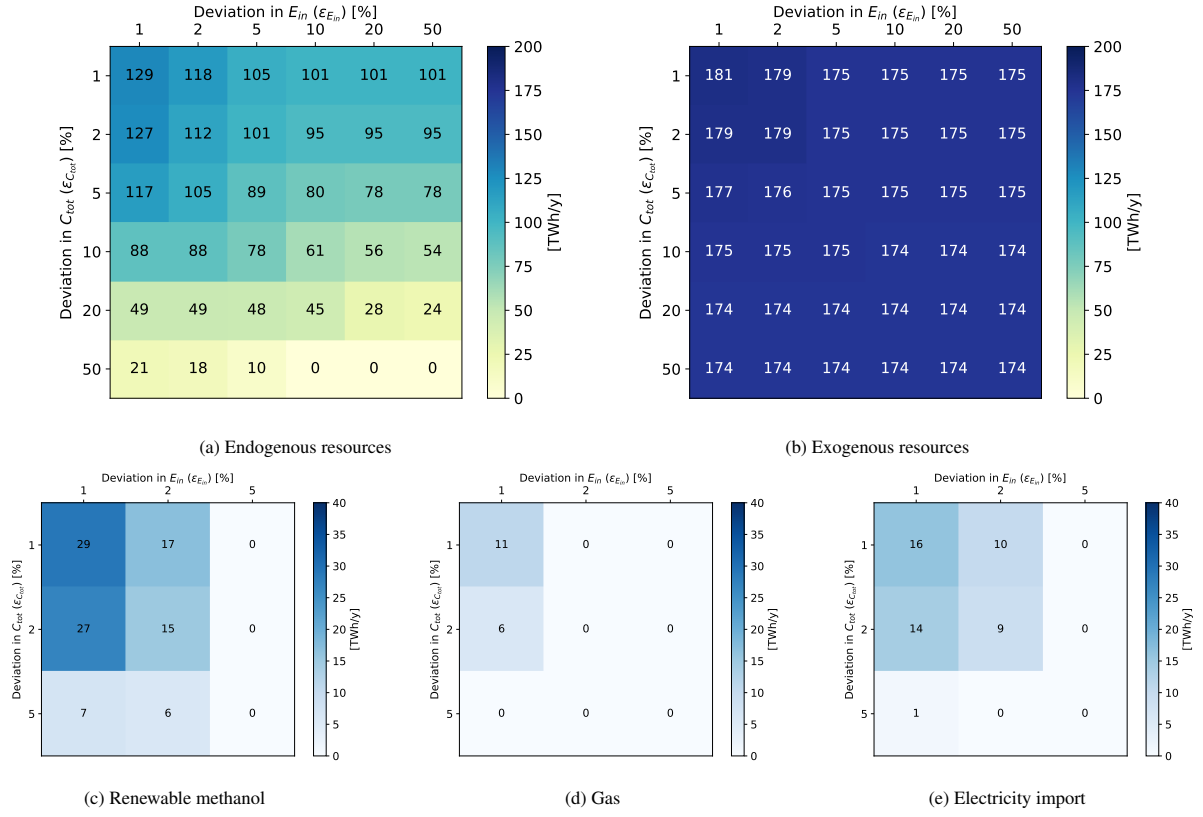 Deviation in E_in (ε_E_in) [%]
1 2 5 10 20 50
Deviation in C_tot (ε_C_tot) [%]
1 129 118 105 101 101 101
2 127 112 101 95 95 95
5 117 105 89 80 78 78
10 88 88 78 61 56 54
20 49 49 48 45 28 24
50 21 18 10 0 0 0
200
175
150
125
100
75
50
25
0
[TWh/y]
(a) Endogenous resources
Deviation in E_in (ε_E_in) [%]
1 2 5 10 20 50
Deviation in C_tot (ε_C_tot) [%]
1 181 179 175 175 175 175
2 179 179 175 175 175 175
5 177 176 175 175 175 175
10 175 175 175 174 174 174
20 174 174 174 174 174 174
50 174 174 174 174 174 174
200
175
150
125
100
75
50
25
0
[TWh/y]
(b) Exogenous resources
Deviation in E_in (ε_E_in) [%]
1 2 5
Deviation in C_tot (ε_C_tot) [%]
1 29 17 0
2 27 15 0
5 7 6 0
40
35
30
25
20
15
10
5
0
[TWh/y]
(c) Renewable methanol
Deviation in E_in (ε_E_in) [%]
1 2 5
Deviation in C_tot (ε_C_tot) [%]
1 11 0 0
2 6 0 0
5 0 0 0
40
35
30
25
20
15
10
5
0
[TWh/y]
(d) Gas
Deviation in E_in (ε_E_in) [%]
1 2 5
Deviation in C_tot (ε_C_tot) [%]
1 16 10 0
2 14 9 0
5 1 0 0
40
35
30
25
20
15
10
5
0
[TWh/y]
(e) Electricity import